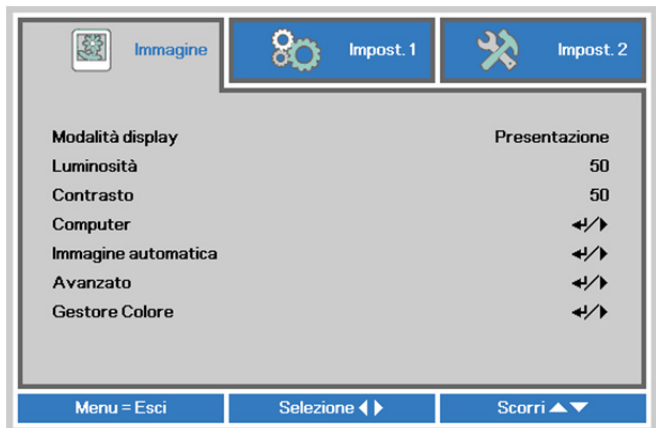 Immagine Impost. 1 Impost. 2
Modalità display Presentazione
Luminosità 50
Contrasto 50
Computer
Immagine automatica
Avanzato
Gestore Colore
Menu = Esci Selezione Scorri